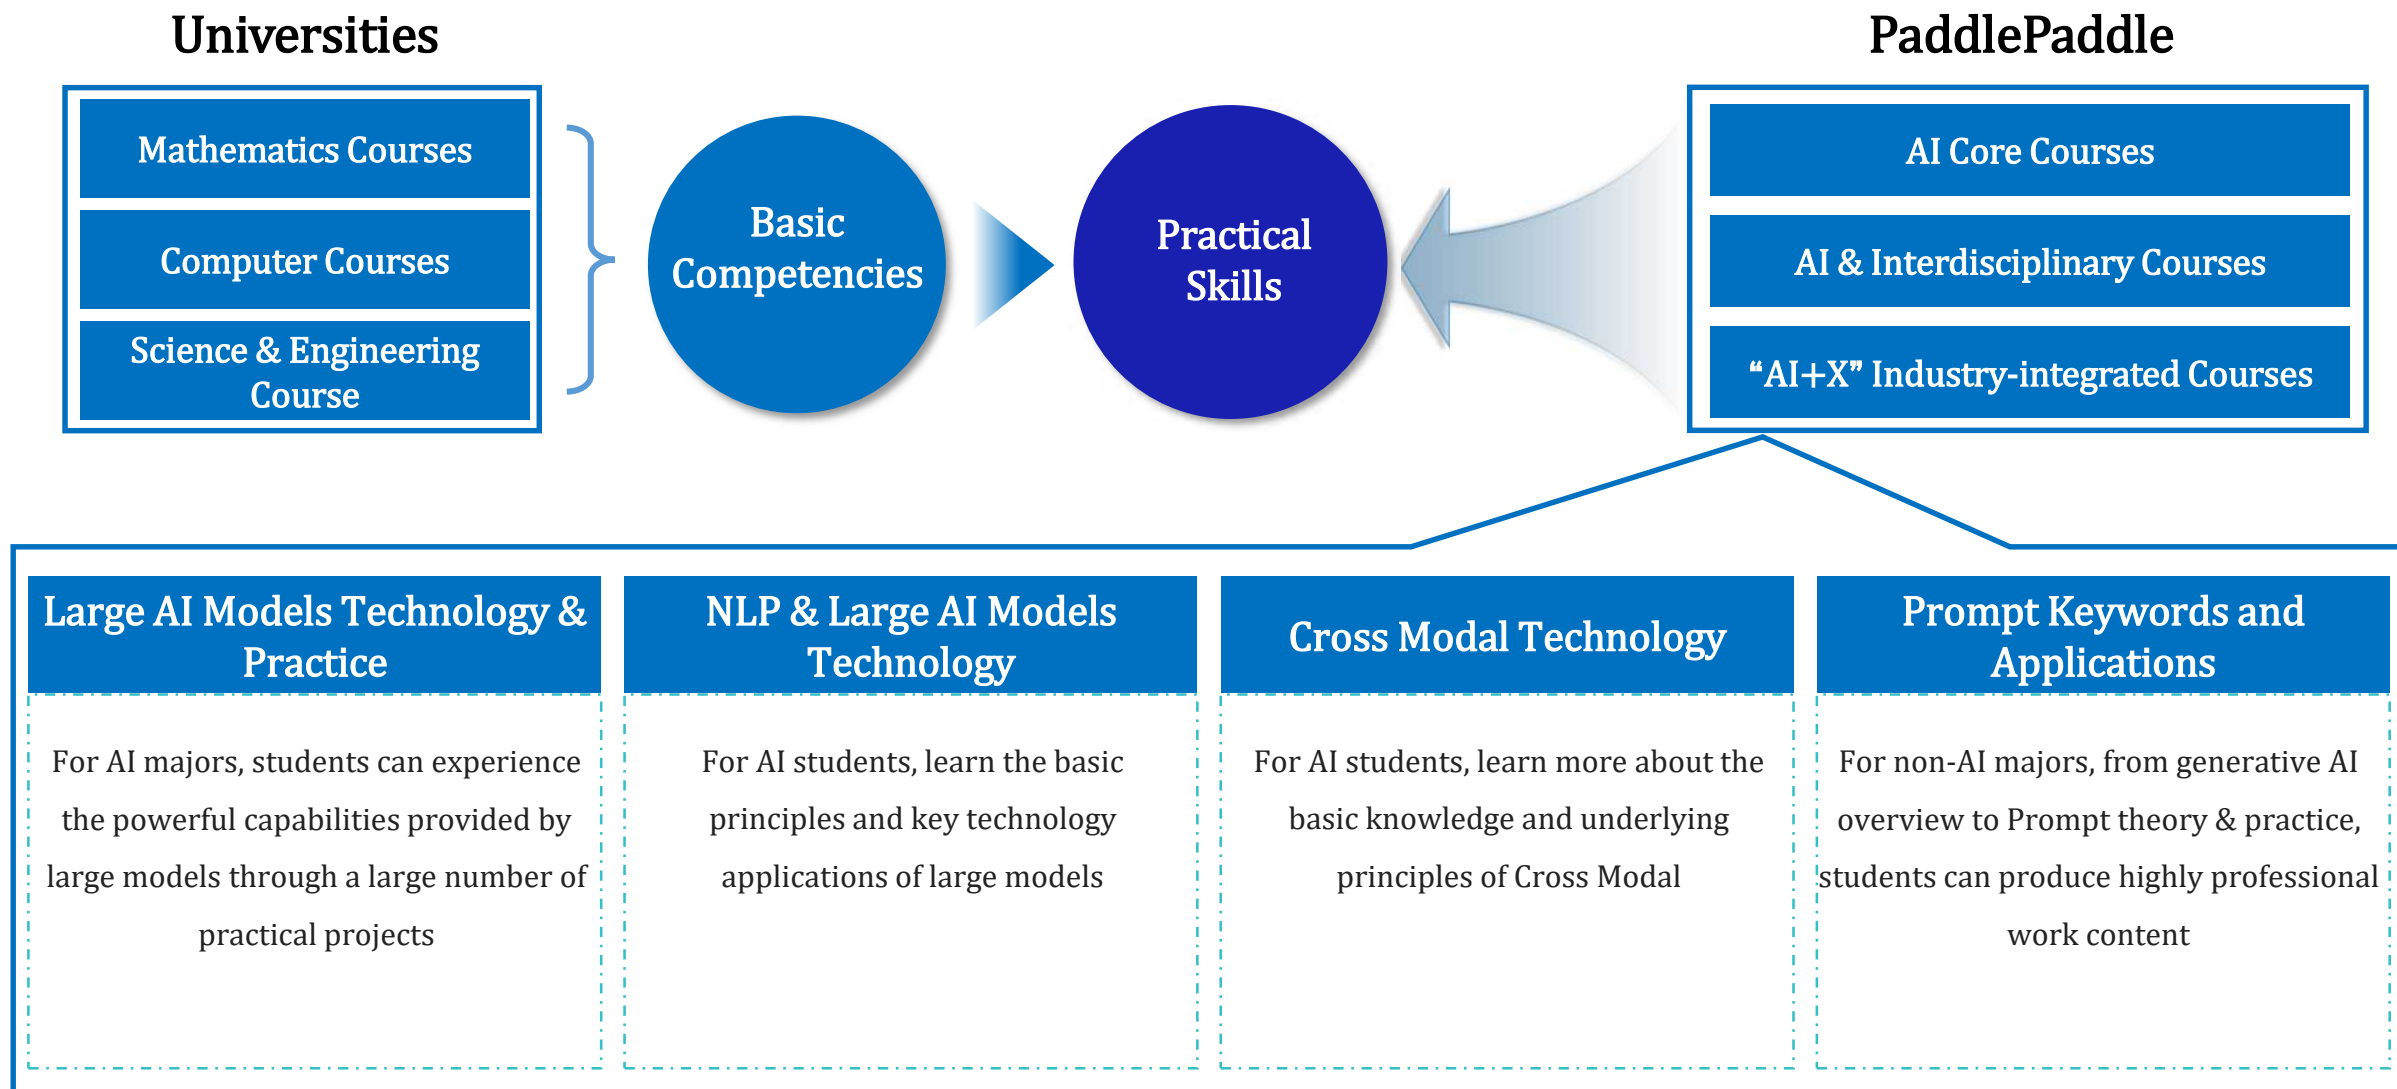 Universities
Mathematics Courses
Computer Courses
Science & Engineering
Course
Basic
Competencies
Practical
Skills
PaddlePaddle
AI Core Courses
AI & Interdisciplinary Courses
“AI+X” Industry-integrated Courses
Large AI Models Technology &
Practice
For AI majors, students can experience
the powerful capabilities provided by
large models through a large number of
practical projects
NLP & Large AI Models
Technology
For AI students, learn the basic
principles and key technology
applications of large models
Cross Modal Technology
For AI students, learn more about the
basic knowledge and underlying
principles of Cross Modal
Prompt Keywords and
Applications
For non-AI majors, from generative AI
overview to Prompt theory & practice,
students can produce highly professional
work content